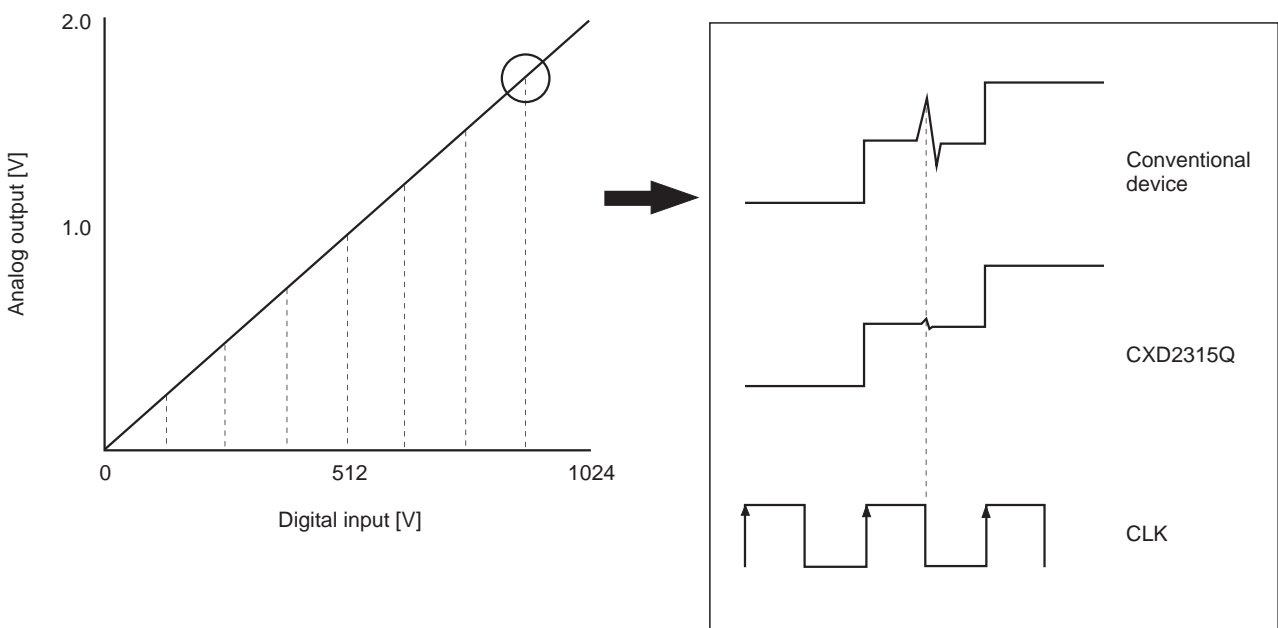 2.0
1.0
Analog output [V]
0
512
1024
Digital input [V]
Conventional
device
CXD2315Q
CLK